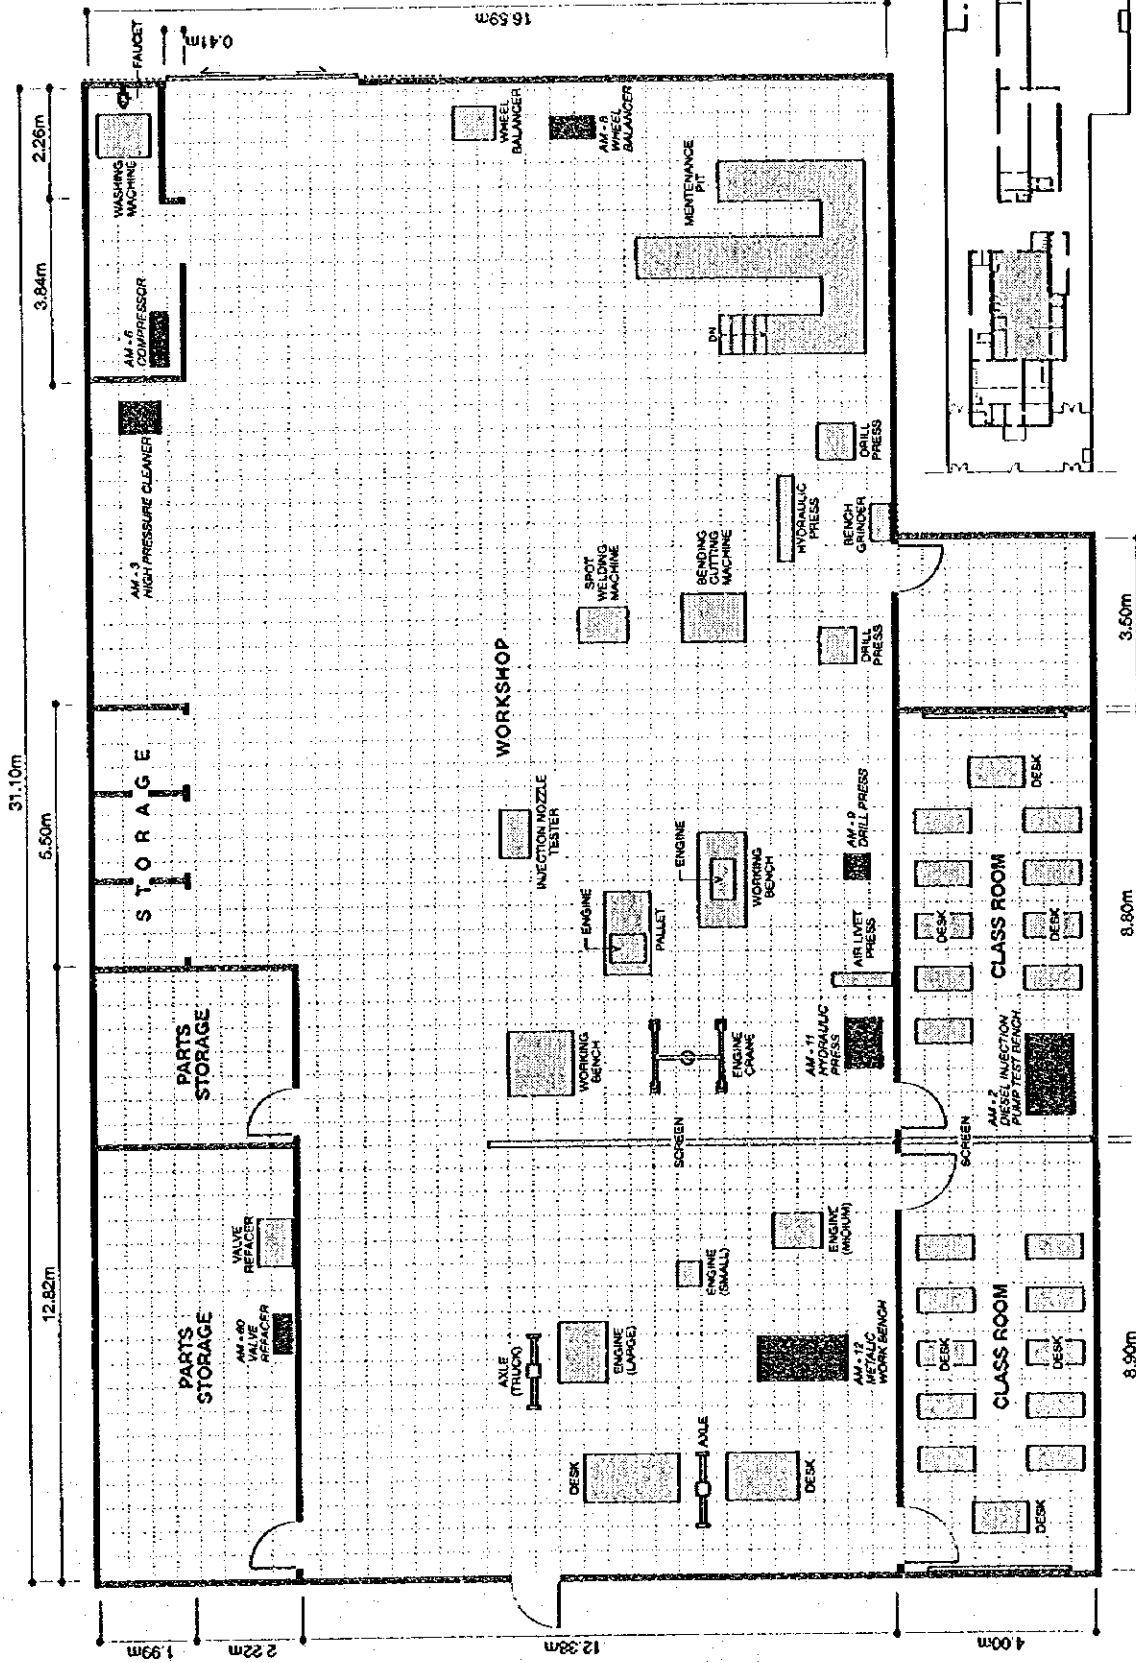 31.10m
12.82m
5.50m
3.84m
2.26m
16.59m
0.41m
1.99m
2.22m
12.38m
4.00m
PARTS
STORAGE
VALVE
REFACER
AM - 60
VALVE
REFACER
PARTS
STORAGE
STORAGE
AM - 3
HIGH PRESSURE CLEANER
AM - 6
COMPRESSOR
WASHING
MACHINE
FAUCET
WORKSHOP
WHEEL
BALANCER
AM - 8
WHEEL
BALANCER
MENTENANCE
PIT
DN
INJECTION NOZZLE
TESTER
SPOT
WELDING
MACHINE
BENDING
CUTTING
MACHINE
HYDRAULIC
PRESS
DRILL
PRESS
BENCH
GRINDER
DRILL
PRESS
WORKING
BENCH
ENGINE
PALLET
ENGINE
WORKING
BENCH
ENGINE
CRANE
AM - 11
HYDRAULIC
PRESS
AIR LIVET
PRESS
AM - 9
DRILL PRESS
SCREEN
AXLE
(TRUCK)
ENGINE
(LARGE)
ENGINE
(SMALL)
ENGINE
(MIDIUM)
AM - 12
METALIC
WORK BENCH
DESK
AXLE
DESK
DESK
CLASS ROOM
DESK
DESK
SCREEN
AM - 2
DIESEL INJECTION
PUMP TEST BENCH
DESK
CLASS ROOM
DESK
DESK
8.90m
8.80m
3.50m